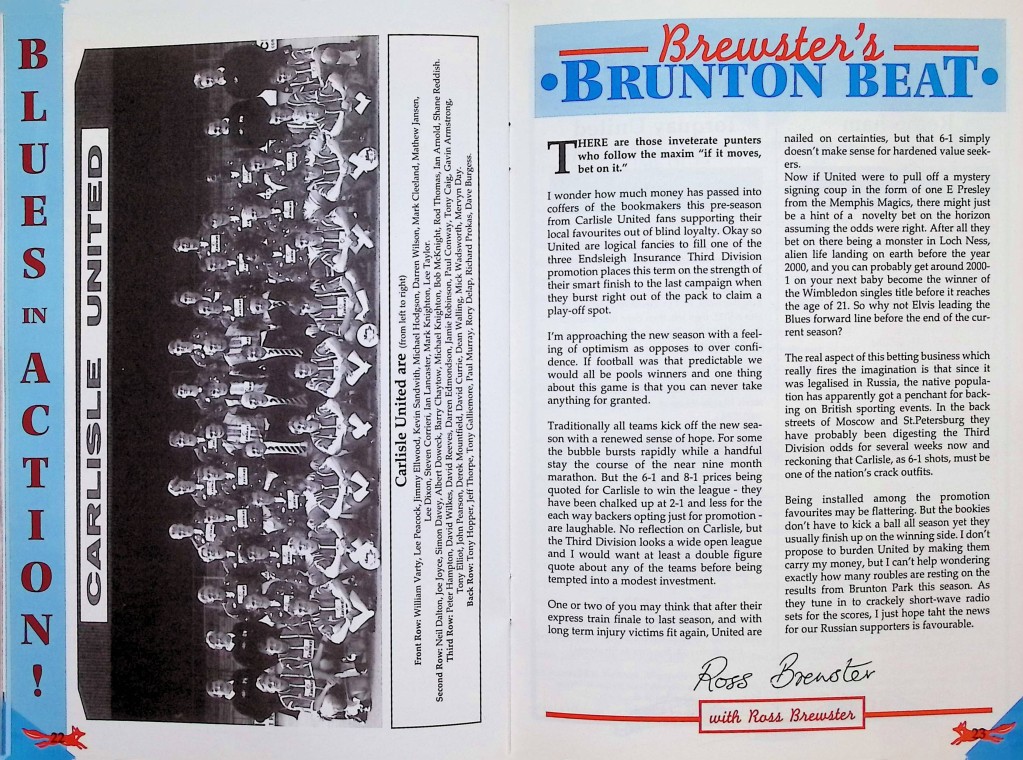 BLUES IN ACTION!
CARLISLE UNITED
Carlisle United are (from left to right)
Front Row: William Varty, Lee Peacock, Jimmy Ellwood, Kevin Sandwith, Michael Hodgson, Darren Wilson, Mark Cleeland, Mathew Jansen,
Lee Dixon, Steven Corrieri, Ian Lancaster, Mark Knighton, Lee Taylor.
Second Row: Neil Dalton, Joe Joyce, Simon Davey, Albert Doweck, Barry Chaytow, Michael Knighton, Bob McKnight, Rod Thomas, Ian Arnold, Shane Reddish.
Third Row: Peter Hampton, David Wilkes, David Reeves, Darren Edmondson, Jamie Robinson, Paul Conway, Tony Caig, Gavin Armstrong,
Tony Elliot, John Pearson, Derek Mountfield, David Currie, Dean Walling, Mick Wadsworth, Mervyn Day.
Back Row: Tony Hopper, Jeff Thorpe, Tony Gallimore, Paul Murray, Rory Delap, Richard Prokas, Dave Burgess.
22
Brewster's
•BRUNTON BEAT•
THERE are those inveterate punters
who follow the maxim "if it moves,
bet on it."
I wonder how much money has passed into
coffers of the bookmakers this pre-season
from Carlisle United fans supporting their
local favourites out of blind loyalty. Okay so
United are logical fancies to fill one of the
three Endsleigh Insurance Third Division
promotion places this term on the strength of
their smart finish to the last campaign when
they burst right out of the pack to claim a
play-off spot.
I'm approaching the new season with a feel-
ing of optimism as opposed to over confi-
dence. If football was that predictable we
would all be pools winners and one thing
about this game is that you can never take
anything for granted.
Traditionally all teams kick off the new sea-
son with a renewed sense of hope. For some
the bubble bursts rapidly while a handful
stay the course of the near nine month
marathon. But the 6-1 and 8-1 prices being
quoted for Carlisle to win the league - they
have been chalked up at 2-1 and less for the
each way backers opting just for promotion -
are laughable. No reflection on Carlisle, but
the Third Division looks a wide open league
and I would want at least a double figure
quote about any of the teams before being
tempted into a modest investment.
One or two of you may think that after their
express train finale to last season, and with
long term injury victims fit again, United are
nailed on certainties, but that 6-1 simply
doesn't make sense for hardened value seek-
ers.
Now if United were to pull off a mystery
signing coup in the form of one E Presley
from the Memphis Magics, there might just
be a hint of a novelty bet on the horizon
assuming the odds were right. After all they
bet on there being a monster in Loch Ness,
alien life landing on earth before the year
2000, and you can probably get around 2000-
1 on your next baby become the winner of
the Wimbledon singles title before it reaches
the age of 21. So why not Elvis leading the
Blues forward line before the end of the cur-
rent season?
The real aspect of this betting business which
really fires the imagination is that since it
was legalised in Russia, the native popula-
tion has apparently got a penchant for back-
ing on British sporting events. In the back
streets of Moscow and St.Petersburg they
have probably been digesting the Third
Division odds for several weeks now and
reckoning that Carlisle, as 6-1 shots, must be
one of the nation's crack outfits.
Being installed among the promotion
favourites may be flattering. But the bookies
don't have to kick a ball all season yet they
usually finish up on the winning side. I don't
propose to burden United by making them
carry my money, but I can't help wondering
exactly how many roubles are resting on the
results from Brunton Park this season. As
they tune in to crackely short-wave radio
sets for the scores, I just hope taht the news
for our Russian supporters is favourable.
Ross Brewster
with Ross Brewster
23